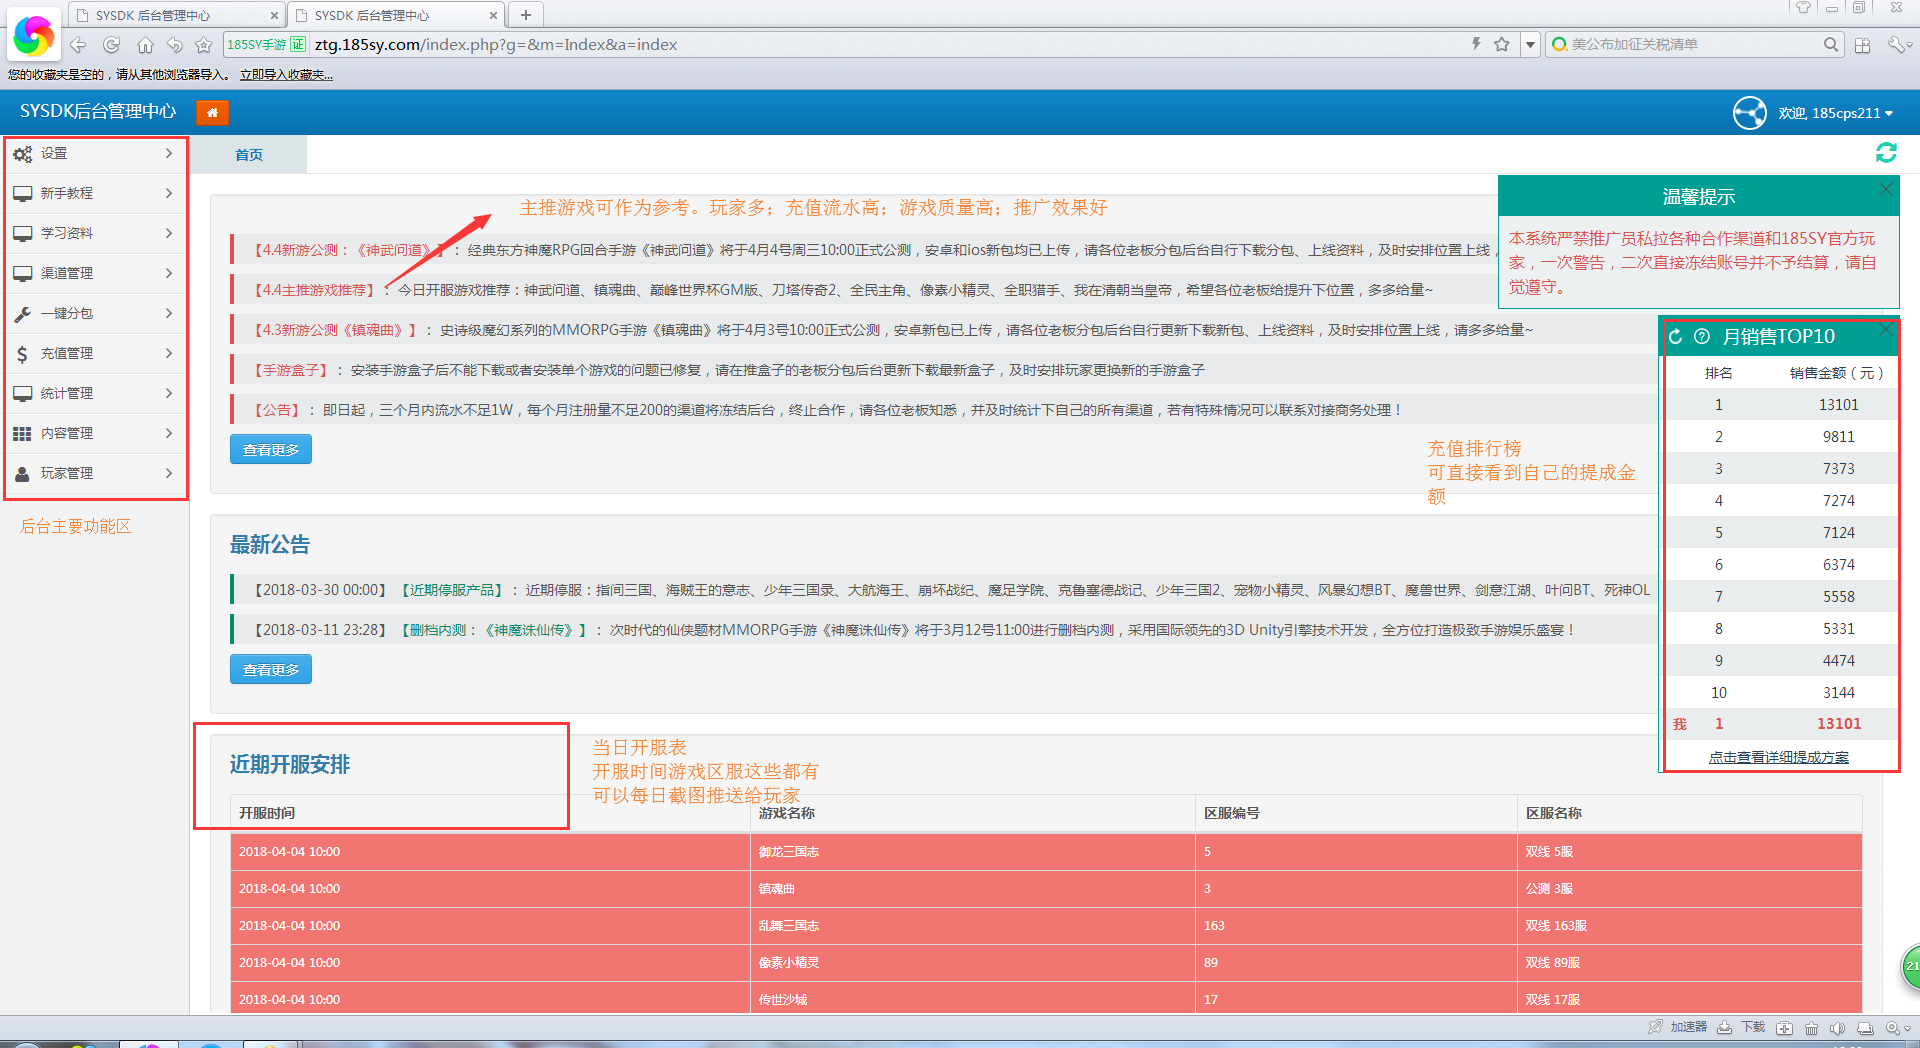 SYSDK 后台管理中心
SYSDK 后台管理中心
185SY手游 证 ztg.185sy.com/index.php?g=&m=Index&a=index
美公布加征关税清单
您的收藏夹是空的，请从其他浏览器导入。 立即导入收藏夹...
SYSDK后台管理中心
欢迎, 185cps211
设置
新手教程
学习资料
渠道管理
一键分包
充值管理
统计管理
内容管理
玩家管理
后台主要功能区
首页
主推游戏可作为参考。玩家多；充值流水高；游戏质量高；推广效果好
【4.4新游公测：《神武问道》】 ：经典东方神魔RPG回合手游《神武问道》将于4月4号周三10:00正式公测，安卓和ios新包均已上传，请各位老板分包后台自行下载分包、上线资料，及时安排位置上线，
【4.4主推游戏推荐】 ：今日开服游戏推荐：神武问道、镇魂曲、巅峰世界杯GM版、刀塔传奇2、全民主角、像素小精灵、全职猎手、我在清朝当皇帝，希望各位老板给提升下位置，多多给量~
【4.3新游公测《镇魂曲》】 ：史诗级魔幻系列的MMORPG手游《镇魂曲》将于4月3号10:00正式公测，安卓新包已上传，请各位老板分包后台自行更新下载新包、上线资料，及时安排位置上线，请多多给量~
【手游盒子】 ：安装手游盒子后不能下载或者安装单个游戏的问题已修复，请在推盒子的老板分包后台更新下载最新盒子，及时安排玩家更换新的手游盒子
【公告】 ：即日起，三个月内流水不足1W，每个月注册量不足200的渠道将冻结后台，终止合作，请各位老板知悉，并及时统计下自己的所有渠道，若有特殊情况可以联系对接商务处理！
查看更多
温馨提示
本系统严禁推广员私拉各种合作渠道和185SY官方玩
家，一次警告，二次直接冻结账号并不予结算，请自
觉遵守。
充值排行榜
可直接看到自己的提成金
额
月销售TOP10
排名 销售金额（元）
1 13101
2 9811
3 7373
4 7274
5 7124
6 6374
7 5558
8 5331
9 4474
10 3144
我 1 13101
点击查看详细提成方案
最新公告
【2018-03-30 00:00】 【近期停服产品】 ：近期停服：指间三国、海贼王的意志、少年三国录、大航海王、崩坏战纪、魔足学院、克鲁塞德战记、少年三国2、宠物小精灵、风暴幻想BT、魔兽世界、剑意江湖、叶问BT、死神OL
【2018-03-11 23:28】 【删档内测：《神魔诛仙传》】 ：次时代的仙侠题材MMORPG手游《神魔诛仙传》将于3月12号11:00进行删档内测，采用国际领先的3D Unity引擎技术开发，全方位打造极致手游娱乐盛宴！
查看更多
近期开服安排
当日开服表
开服时间游戏区服这些都有
可以每日截图推送给玩家
开服时间 游戏名称 区服编号 区服名称
2018-04-04 10:00 御龙三国志 5 双线 5服
2018-04-04 10:00 镇魂曲 3 公测 3服
2018-04-04 10:00 乱舞三国志 163 双线 163服
2018-04-04 10:00 像素小精灵 89 双线 89服
2018-04-04 10:00 传世沙城 17 双线 17服
21
加速器 下载